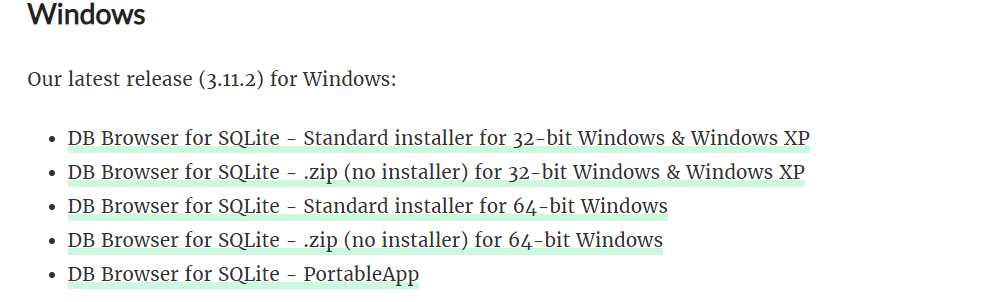 Windows
Our latest release (3.11.2) for Windows:
• DB Browser for SQLite - Standard installer for 32-bit Windows & Windows XP
• DB Browser for SQLite - .zip (no installer) for 32-bit Windows & Windows XP
• DB Browser for SQLite - Standard installer for 64-bit Windows
• DB Browser for SQLite - .zip (no installer) for 64-bit Windows
• DB Browser for SQLite - PortableApp